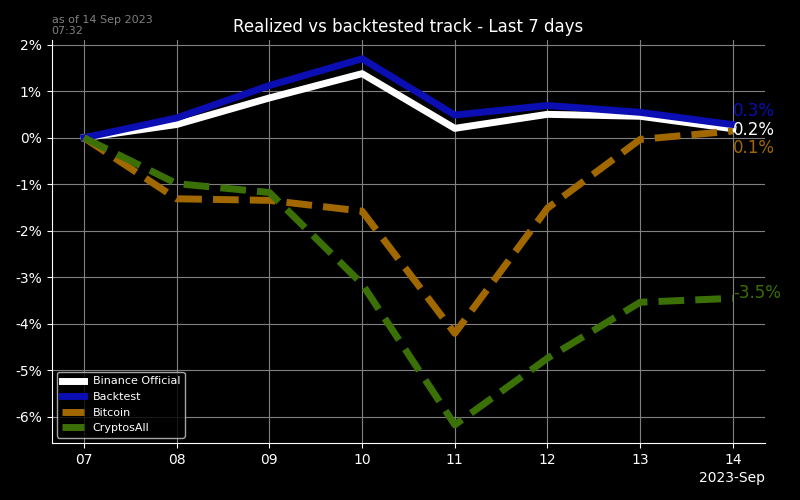 as of 14 Sep 2023
07:32
Realized vs backtested track - Last 7 days
2%
1%
0%
-1%
-2%
-3%
-4%
-5%
-6%
0.3%
0.2%
0.1%
-3.5%
Binance Official
Backtest
Bitcoin
CryptosAll
07 08 09 10 11 12 13 14
2023-Sep